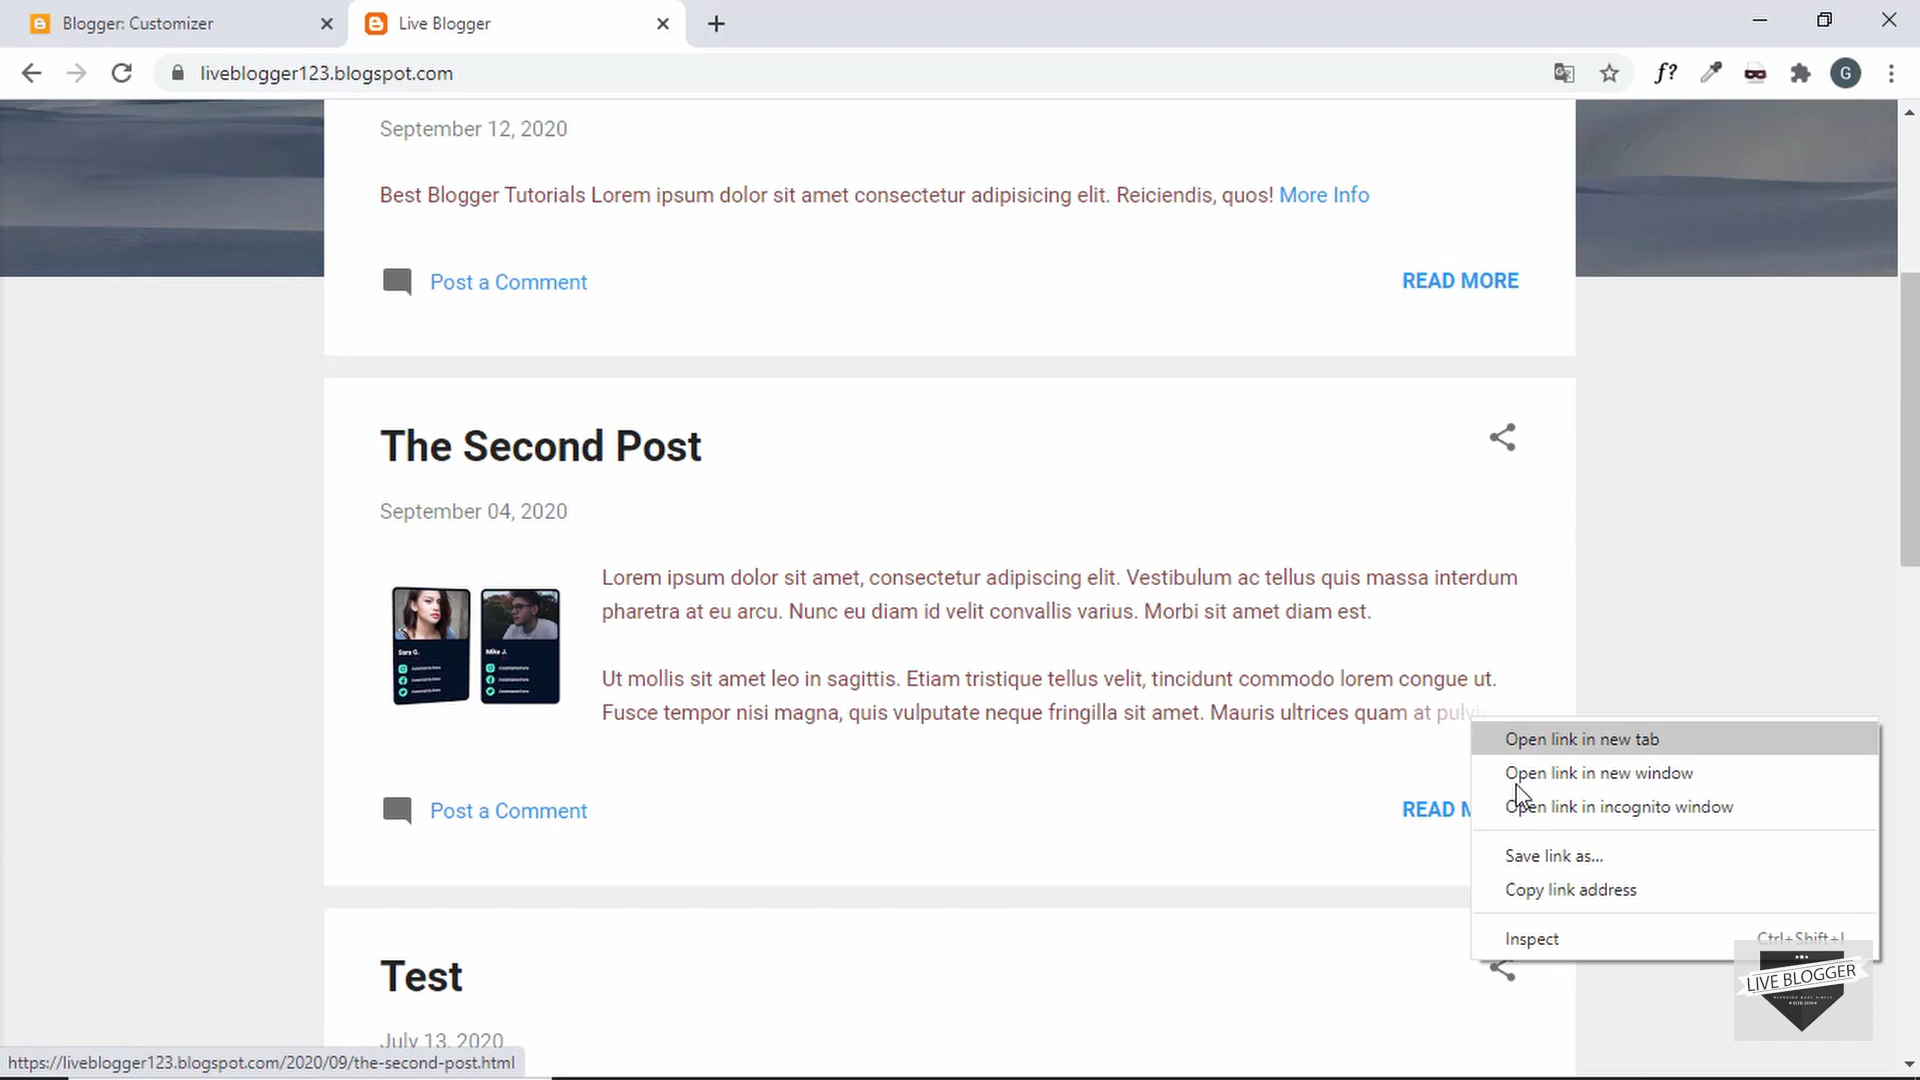 Blogger: Customizer
Live Blogger
liveblogger123.blogspot.com
f?
G
September 12, 2020
Best Blogger Tutorials Lorem ipsum dolor sit amet consectetur adipisicing elit. Reiciendis, quos! More Info
Post a Comment
READ MORE
The Second Post
September 04, 2020
Sara G.
Mike J.
Lorem ipsum dolor sit amet, consectetur adipiscing elit. Vestibulum ac tellus quis massa interdum
pharetra at eu arcu. Nunc eu diam id velit convallis varius. Morbi sit amet diam est.
Ut mollis sit amet leo in sagittis. Etiam tristique tellus velit, tincidunt commodo lorem congue ut.
Fusce tempor nisi magna, quis vulputate neque fringilla sit amet. Mauris ultrices quam at pulv
Post a Comment
READ M
Open link in new tab
Open link in new window
Open link in incognito window
Save link as...
Copy link address
Inspect Ctrl+Shift+I
Test
July 13, 2020
LIVE BLOGGER
https://liveblogger123.blogspot.com/2020/09/the-second-post.html